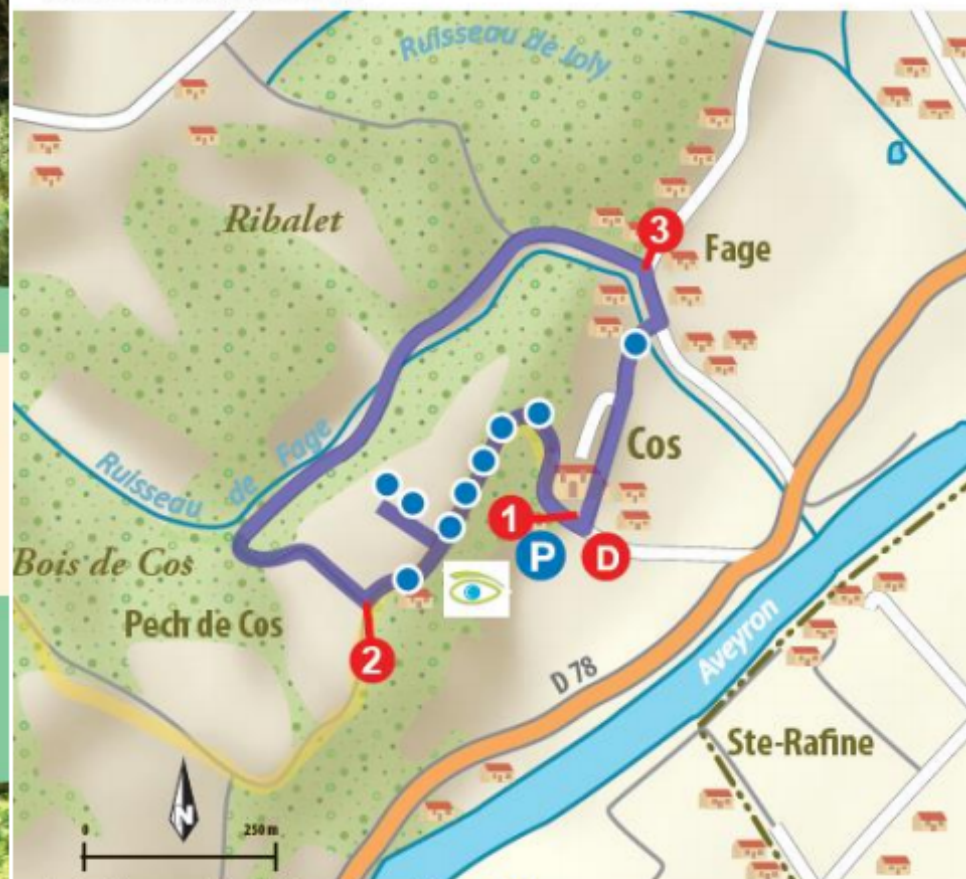 Ruisseau de Joly
Ribalet
3
Fage
Cos
Ruisseau de Fage
1
P
D
Bois de Cos
Pech de Cos
2
D 78
Aveyron
Ste-Rafine
N
0 250 m